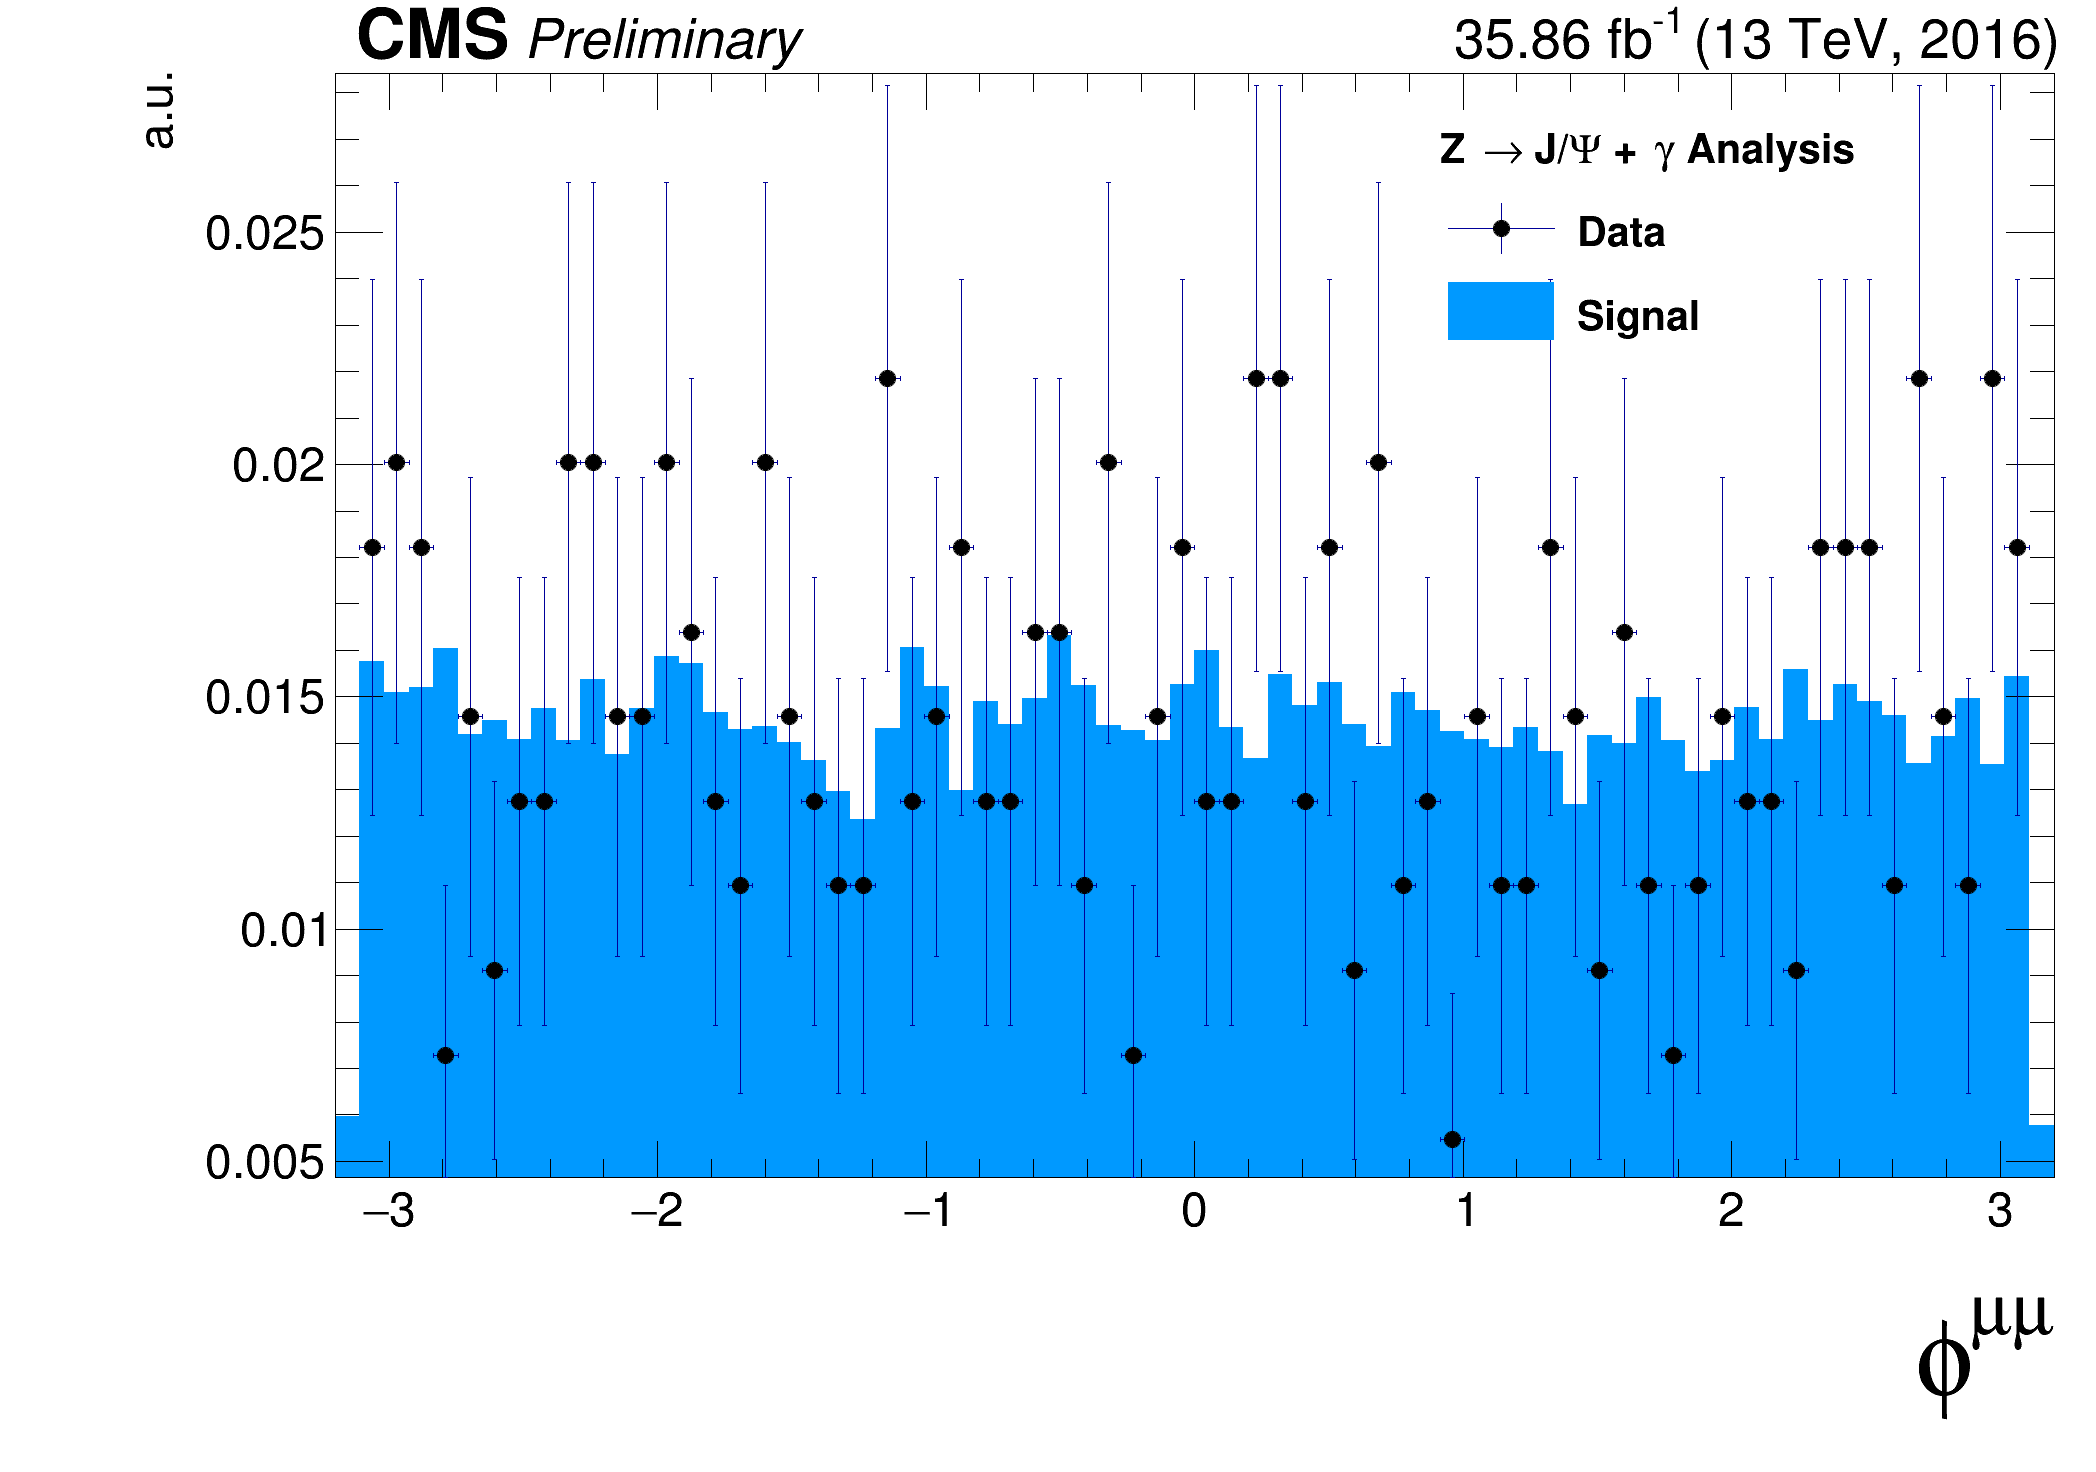 CMS Preliminary 35.86 fb⁻¹ (13 TeV, 2016)
a.u.
Z → J/Ψ + γ Analysis
Data
Signal
0.025
0.02
0.015
0.01
0.005
−3 −2 −1 0 1 2 3
ϕ^μμ